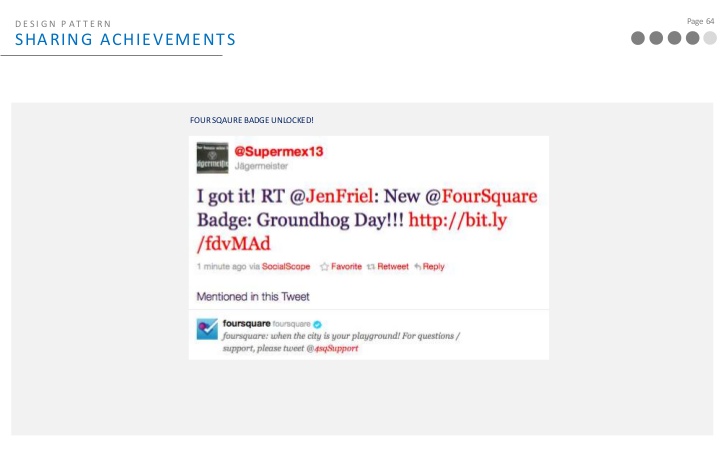 DESIGN PATTERN
SHARING ACHIEVEMENTS
Page 64
FOUR SQAURE BADGE UNLOCKED!
@Supermex13
Jägermeister
I got it! RT @JenFriel: New @FourSquare
Badge: Groundhog Day!!! http://bit.ly
/fdvMAd
1 minute ago via SocialScope Favorite Retweet Reply
Mentioned in this Tweet
foursquare foursquare
foursquare: when the city is your playground! For questions /
support, please tweet @4sqSupport